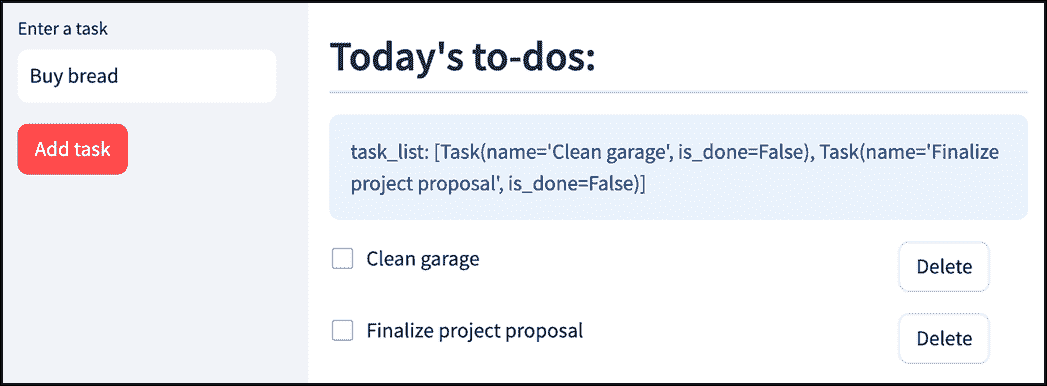 Enter a task
Buy bread
Add task
Today's to-dos:
task_list: [Task(name='Clean garage', is_done=False), Task(name='Finalize
project proposal', is_done=False)]
Clean garage
Delete
Finalize project proposal
Delete